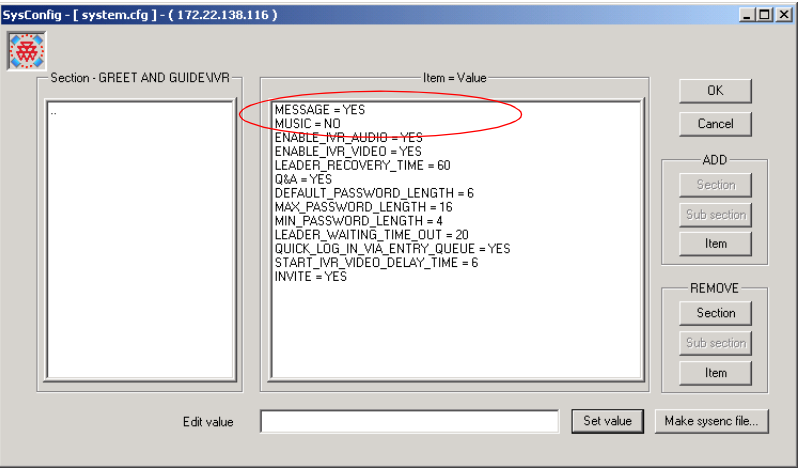 SysConfig - [ system.cfg ] - ( 172.22.138.116 )
Section - GREET AND GUIDE\IVR
..
Item = Value
MESSAGE = YES
MUSIC = NO
ENABLE_IVR_AUDIO = YES
ENABLE_IVR_VIDEO = YES
LEADER_RECOVERY_TIME = 60
Q&A = YES
DEFAULT_PASSWORD_LENGTH = 6
MAX_PASSWORD_LENGTH = 16
MIN_PASSWORD_LENGTH = 4
LEADER_WAITING_TIME_OUT = 20
QUICK_LOG_IN_VIA_ENTRY_QUEUE = YES
START_IVR_VIDEO_DELAY_TIME = 6
INVITE = YES
OK
Cancel
ADD
Section
Sub section
Item
REMOVE
Section
Sub section
Item
Edit value
Set value
Make sysenc file...